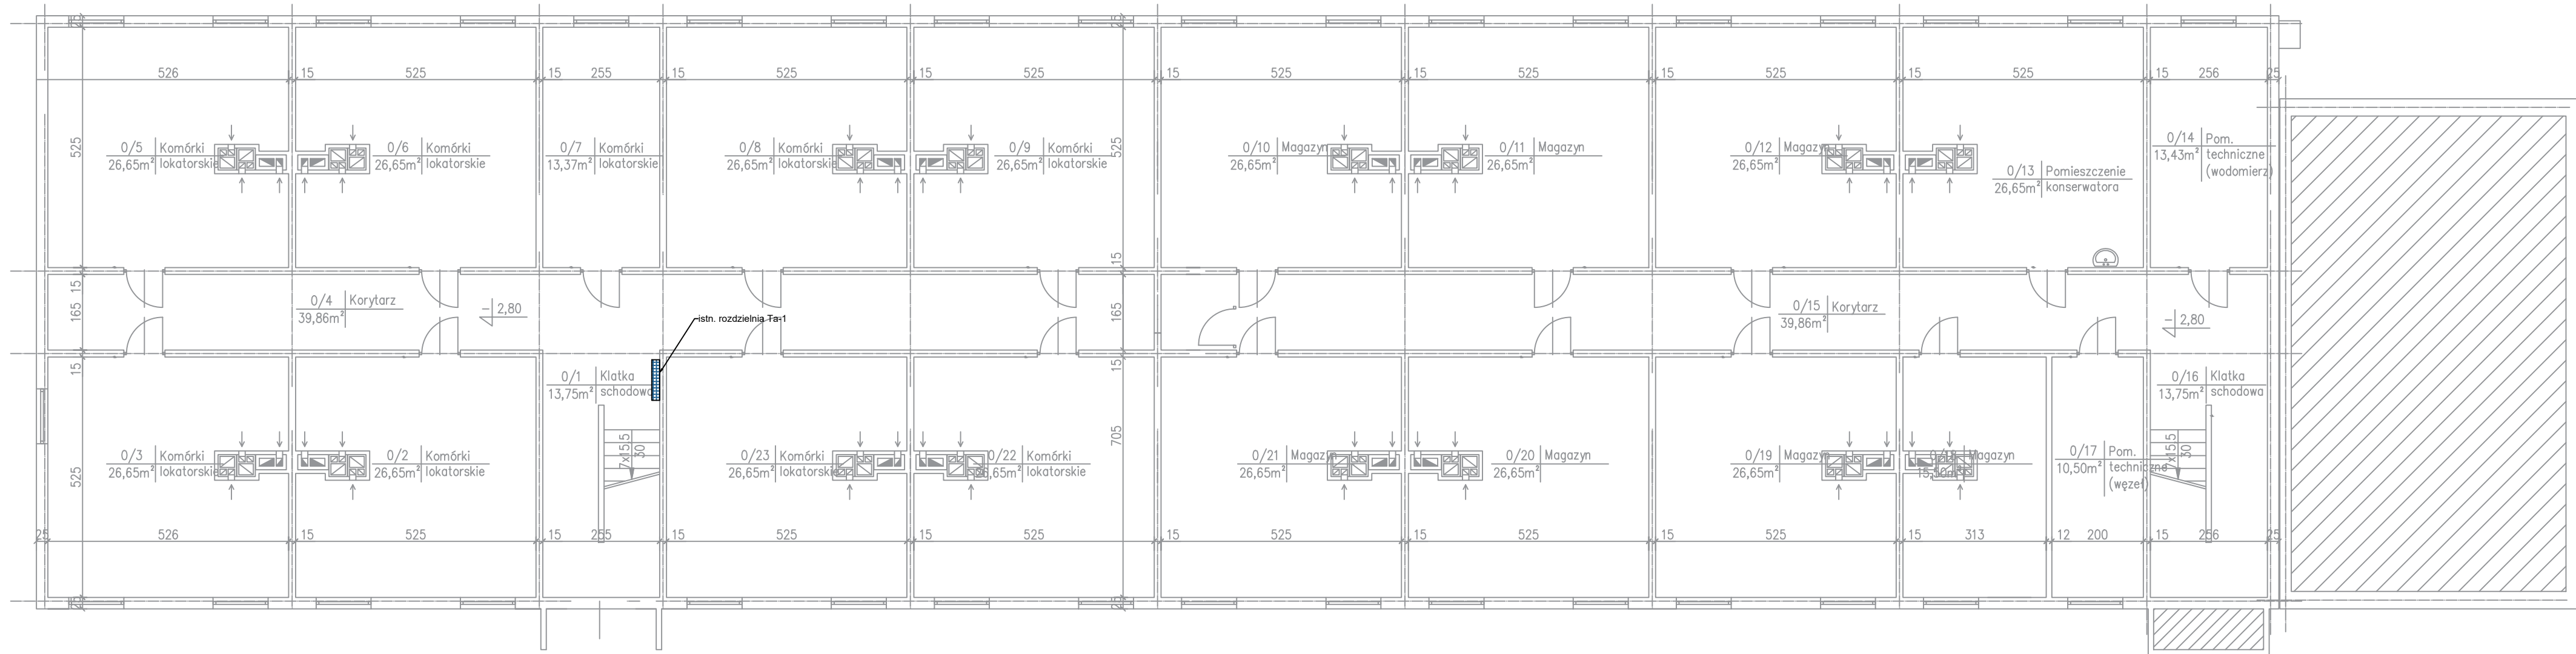 526 15 525 15 255 15 525 15 525 15 525 15 525 15 525 15 525 15 256 25
525
0/5 Komórki
26,65m² lokatorskie
0/6 Komórki
26,65m² lokatorskie
0/7 Komórki
13,37m² lokatorskie
0/8 Komórki
26,65m² lokatorskie
0/9 Komórki
26,65m² lokatorskie
525
0/10 Magazyn
26,65m²
0/11 Magazyn
26,65m²
0/12 Magazyn
26,65m²
0/13 Pomieszczenie
26,65m² konserwatora
0/14 Pom.
13,43m² techniczne
(wodomierz)
15
165
15
0/4 Korytarz
39,86m²
- 2,80
istn. rozdzielnia Ta-1
15
165
15
0/15 Korytarz
39,86m²
- 2,80
0/1 Klatka
13,75m² schodowa
7x15,5
30
0/16 Klatka
13,75m² schodowa
7x15,5
30
525
705
0/3 Komórki
26,65m² lokatorskie
0/2 Komórki
26,65m² lokatorskie
0/23 Komórki
26,65m² lokatorskie
0/22 Komórki
26,65m² lokatorskie
0/21 Magazyn
26,65m²
0/20 Magazyn
26,65m²
0/19 Magazyn
26,65m²
Magazyn
0/17 Pom.
10,50m² techniczne
(węzeł)
25 526 15 525 15 255 15 525 15 525 15 525 15 525 15 525 15 313 12 200 15 256 25